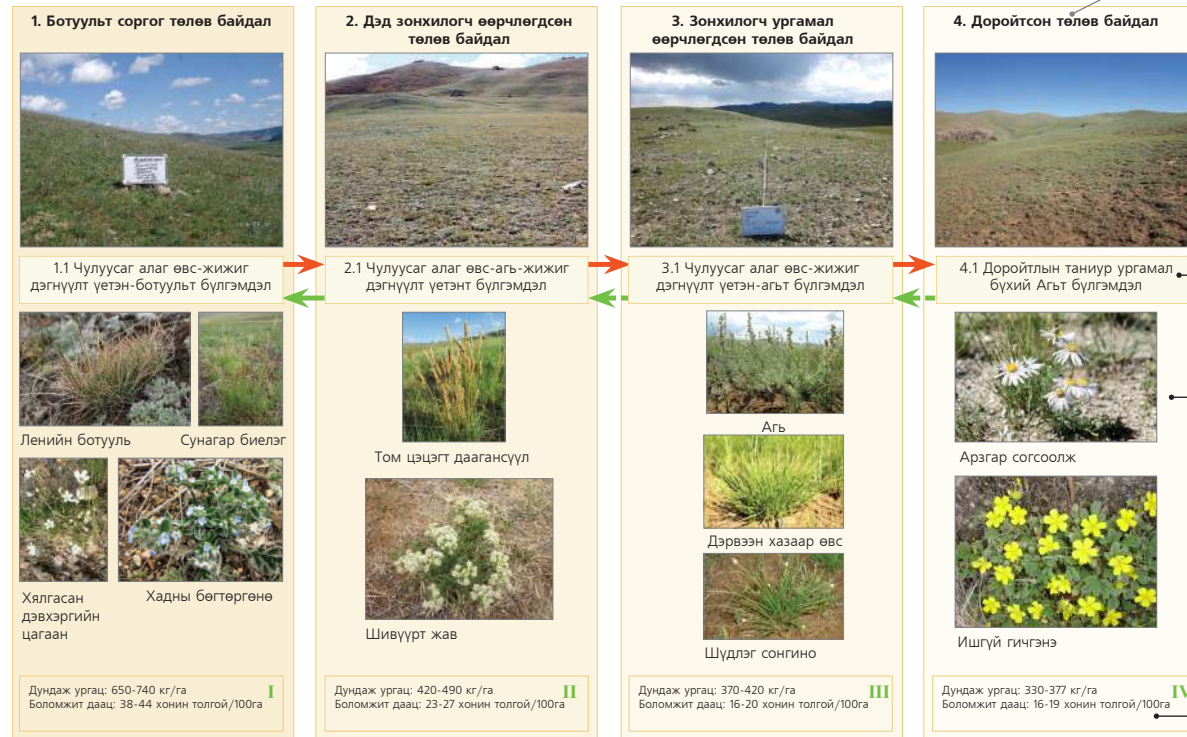 1. Ботуульт соргог төлөв байдал
1.1 Чулуусаг алаг өвс-жижиг
дэгнүүлт үетэн-ботуульт бүлгэмдэл
Ленийн ботууль
Сунагар биелэг
Хялгасан
дэвхэргийн
цагаан
Хадны бөгтөргөнө
Дундаж ургац: 650-740 кг/га
Боломжит даац: 38-44 хонин толгой/100га
I
2. Дэд зонхилогч өөрчлөгдсөн
төлөв байдал
2.1 Чулуусаг алаг өвс-агь-жижиг
дэгнүүлт үетэнт бүлгэмдэл
Том цэцэгт даагансүүл
Шивүүрт жав
Дундаж ургац: 420-490 кг/га
Боломжит даац: 23-27 хонин толгой/100га
II
3. Зонхилогч ургамал
өөрчлөгдсөн төлөв байдал
3.1 Чулуусаг алаг өвс-жижиг
дэгнүүлт үетэн-агьт бүлгэмдэл
Агь
Дэрвээн хазаар өвс
Шүдлэг сонгино
Дундаж ургац: 370-420 кг/га
Боломжит даац: 16-20 хонин толгой/100га
III
4. Доройтсон төлөв байдал
4.1 Доройтлын таниур ургамал
бүхий Агьт бүлгэмдэл
Арзгар согсоолж
Ишгүй гичгэнэ
Дундаж ургац: 330-377 кг/га
Боломжит даац: 16-19 хонин толгой/100га
IV